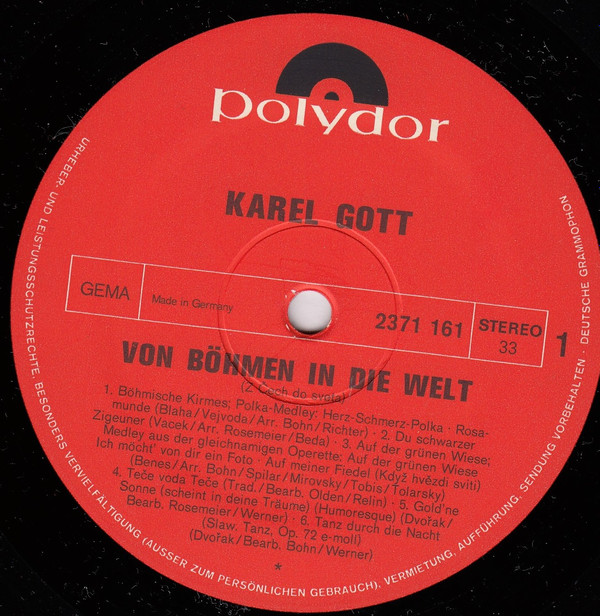 polydor
KAREL GOTT
GEMA
Made in Germany
2371 161
STEREO
33
1
VON BÖHMEN IN DIE WELT
(Z Čech do světa)
1. Böhmische Kirmes; Polka-Medley: Herz-Schmerz-Polka · Rosa-
munde (Blaha/Vejvoda/Arr. Bohn/Richter) · 2. Du schwarzer
Zigeuner (Vacek/Arr. Rosemeier/Beda) · 3. Auf der grünen Wiese;
Medley aus der gleichnamigen Operette: Auf der grünen Wiese
Ich möcht' von dir ein Foto · Auf meiner Fiedel (Když hvězdi sviti)
(Benes/Arr. Bohn/Spilar/Mirovsky/Tobis/Tolarsky)
4. Teče voda Teče (Trad./Bearb. Olden/Relin) · 5. Gold'ne
Sonne (scheint in deine Träume) (Humoresque) (Dvořak/
Bearb. Rosemeier/Werner) · 6. Tanz durch die Nacht
(Slaw. Tanz, Op. 72 e-moll)
(Dvořak/Bearb. Bohn/Werner)
*
URHEBER- UND LEISTUNGSSCHUTZRECHTE, BESONDERS VERVIELFÄLTIGUNG (AUSSER ZUM PERSÖNLICHEN GEBRAUCH), VERMIETUNG, AUFFÜHRUNG, SENDUNG VORBEHALTEN · DEUTSCHE GRAMMOPHON